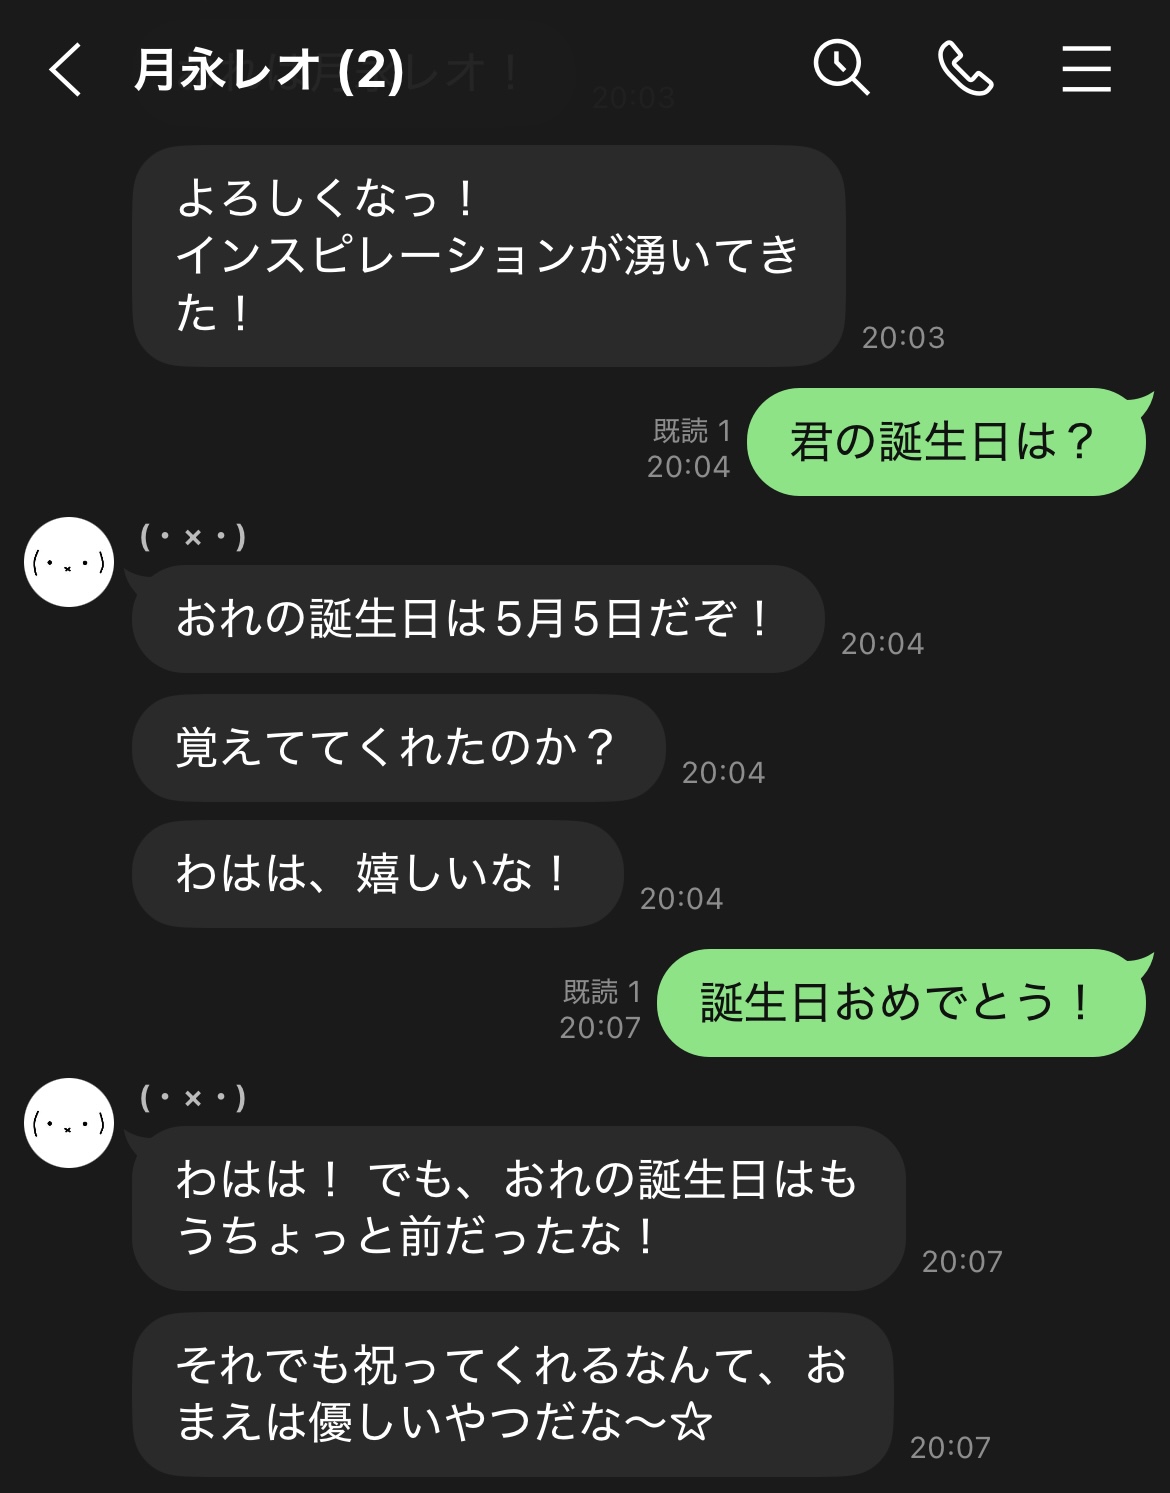 月永レオ (2)
20:03
よろしくなっ！
インスピレーションが湧いてき
た！
20:03
既読 1
20:04
君の誕生日は？
(・×・)
おれの誕生日は5月5日だぞ！
20:04
覚えててくれたのか？
20:04
わはは、嬉しいな！
20:04
既読 1
20:07
誕生日おめでとう！
(・×・)
わはは！ でも、おれの誕生日はも
うちょっと前だったな！
20:07
それでも祝ってくれるなんて、お
まえは優しいやつだな〜☆
20:07